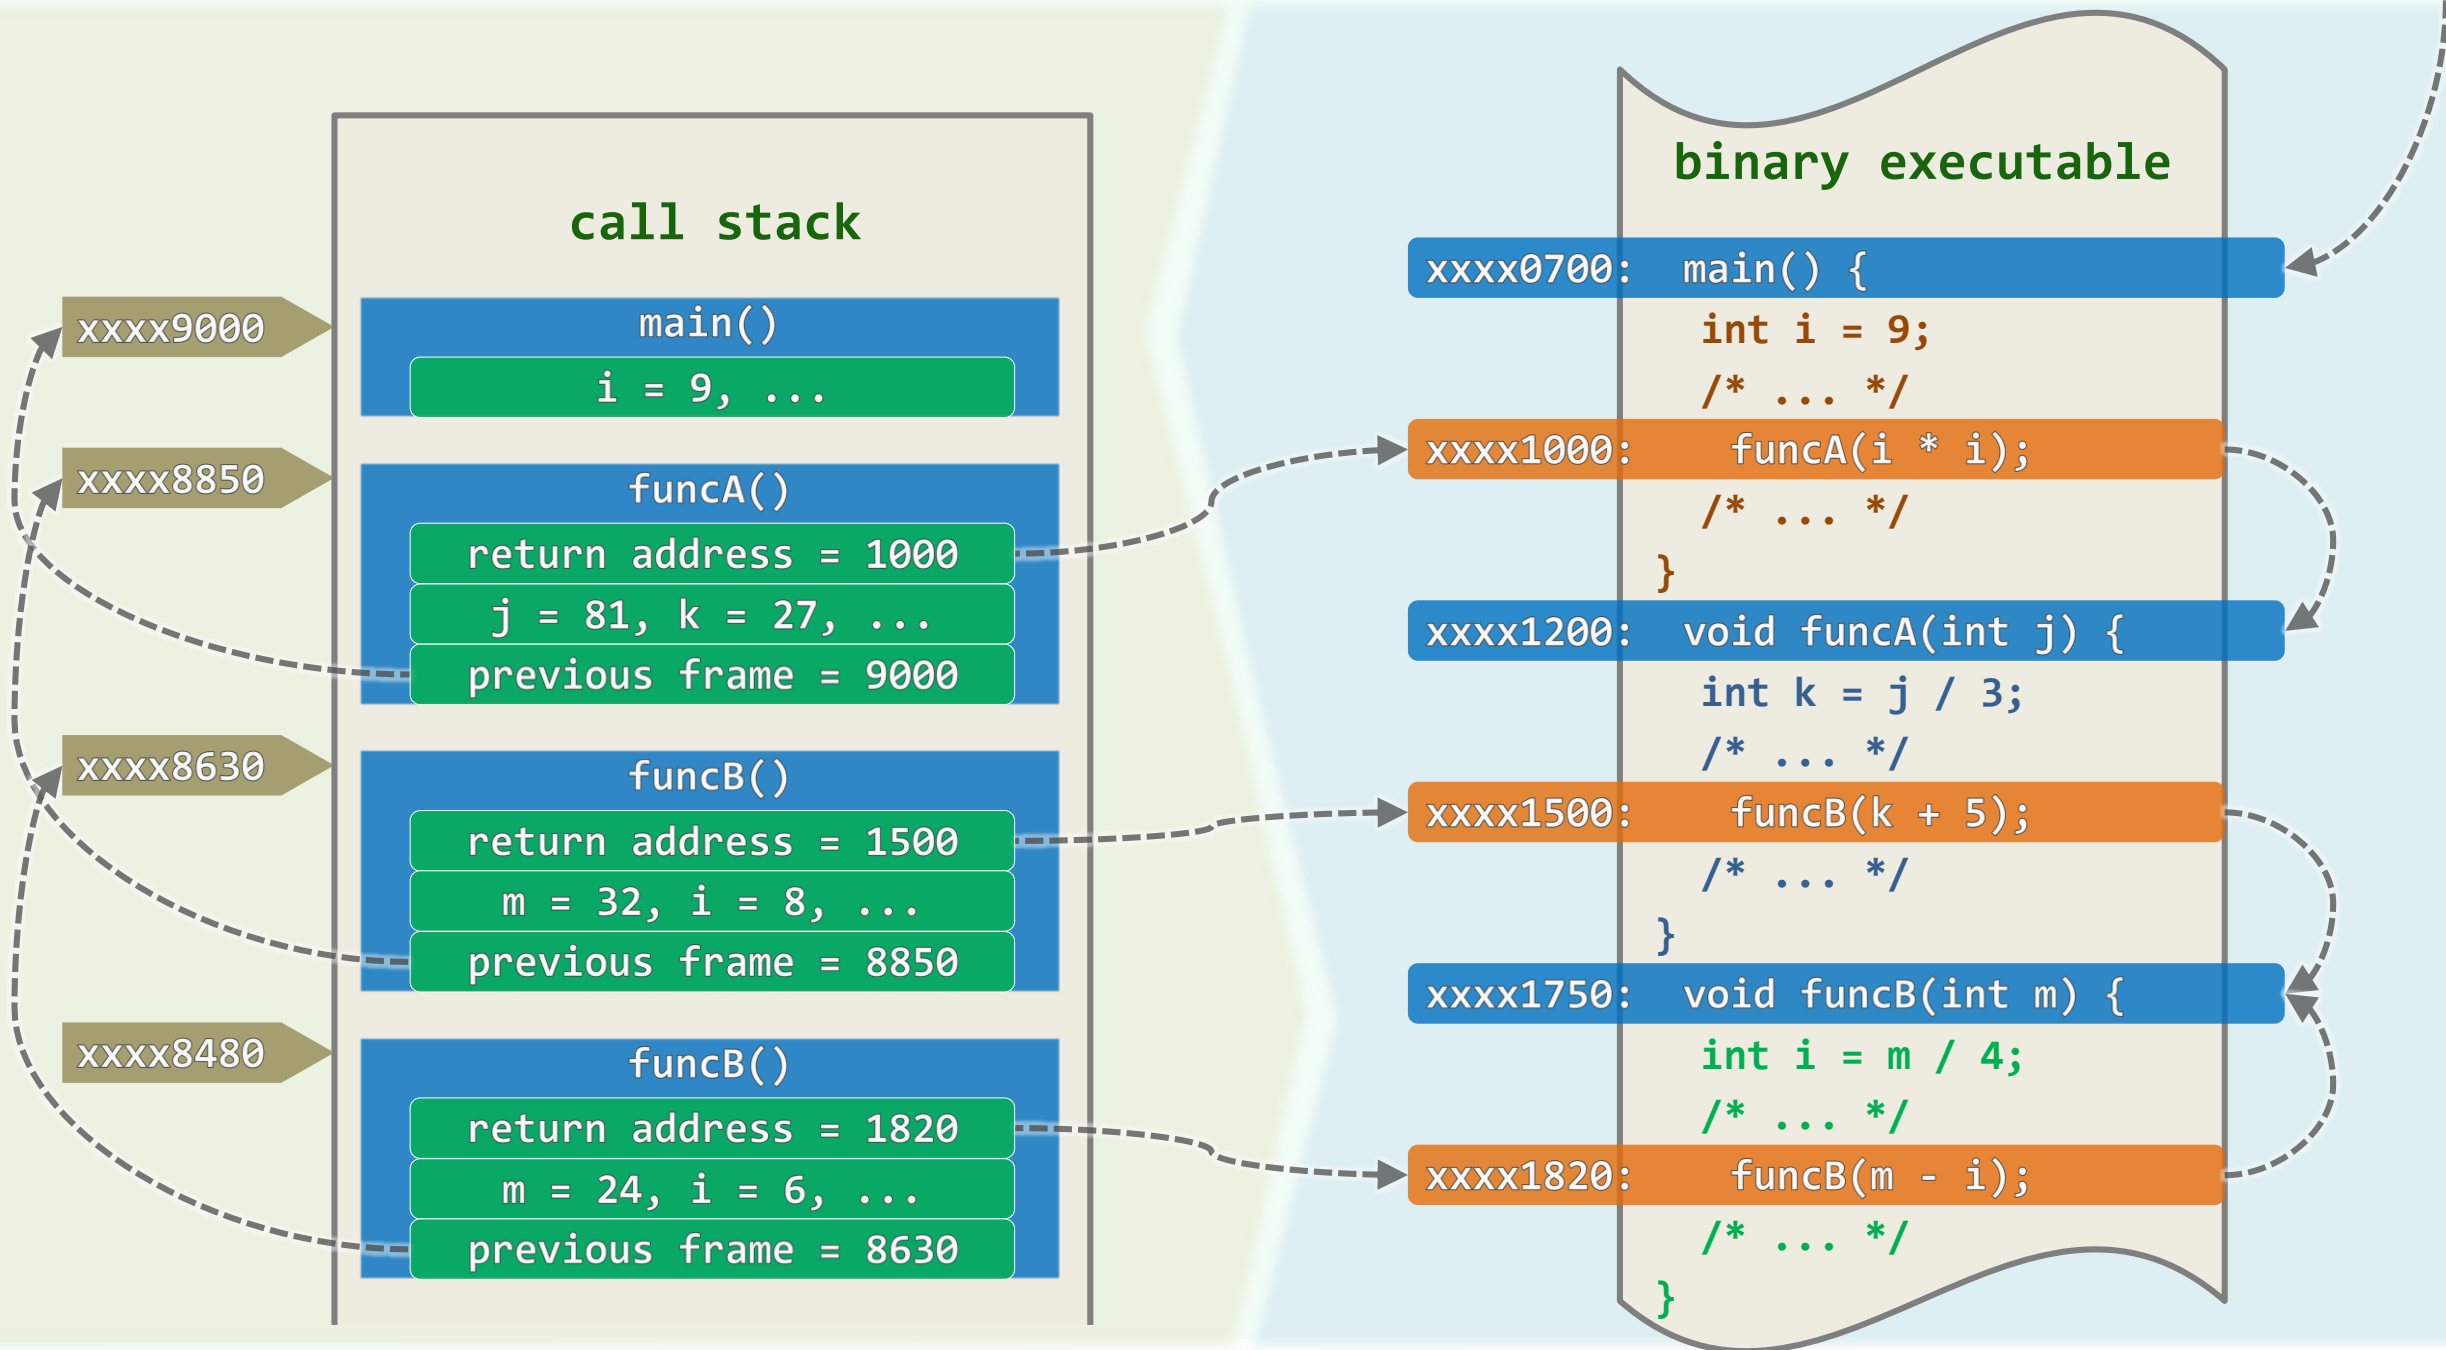 call stack
xxxx9000
main()
i = 9, ...
xxxx8850
funcA()
return address = 1000
j = 81, k = 27, ...
previous frame = 9000
xxxx8630
funcB()
return address = 1500
m = 32, i = 8, ...
previous frame = 8850
xxxx8480
funcB()
return address = 1820
m = 24, i = 6, ...
previous frame = 8630
binary executable
xxxx0700: main() {
int i = 9;
/* ... */
xxxx1000: funcA(i * i);
/* ... */
}
xxxx1200: void funcA(int j) {
int k = j / 3;
/* ... */
xxxx1500: funcB(k + 5);
/* ... */
}
xxxx1750: void funcB(int m) {
int i = m / 4;
/* ... */
xxxx1820: funcB(m - i);
/* ... */
}